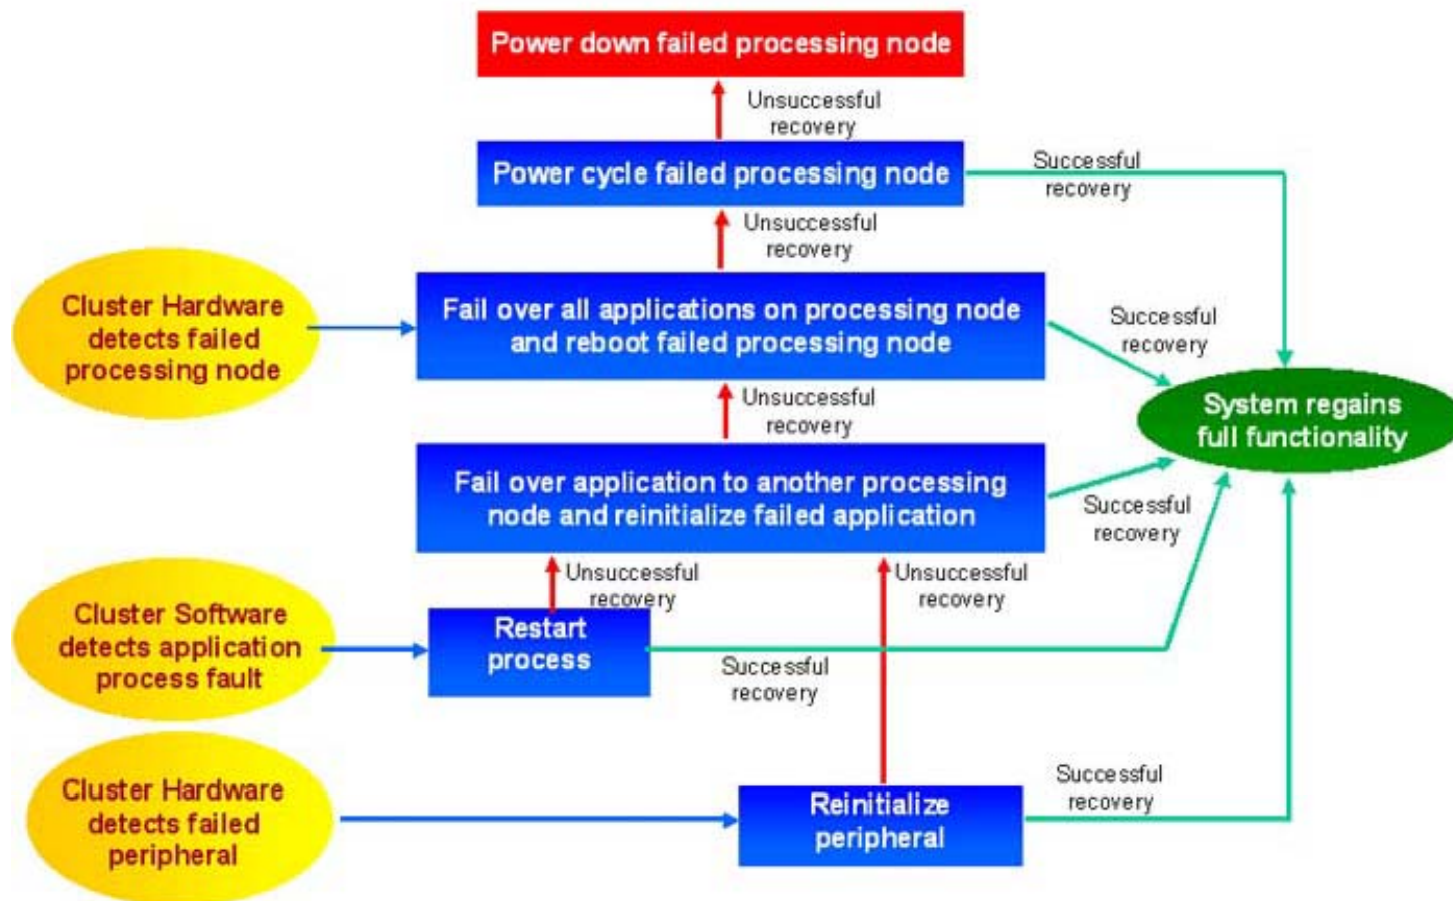 Power down failed processing node
Unsuccessful
recovery
Power cycle failed processing node
Successful
recovery
Unsuccessful
recovery
Cluster Hardware
detects failed
processing node
Fail over all applications on processing node
and reboot failed processing node
Successful
recovery
Unsuccessful
recovery
System regains
full functionality
Fail over application to another processing
node and reinitialize failed application
Successful
recovery
Unsuccessful
recovery
Unsuccessful
recovery
Cluster Software
detects application
process fault
Restart
process
Successful
recovery
Cluster Hardware
detects failed
peripheral
Reinitialize
peripheral
Successful
recovery